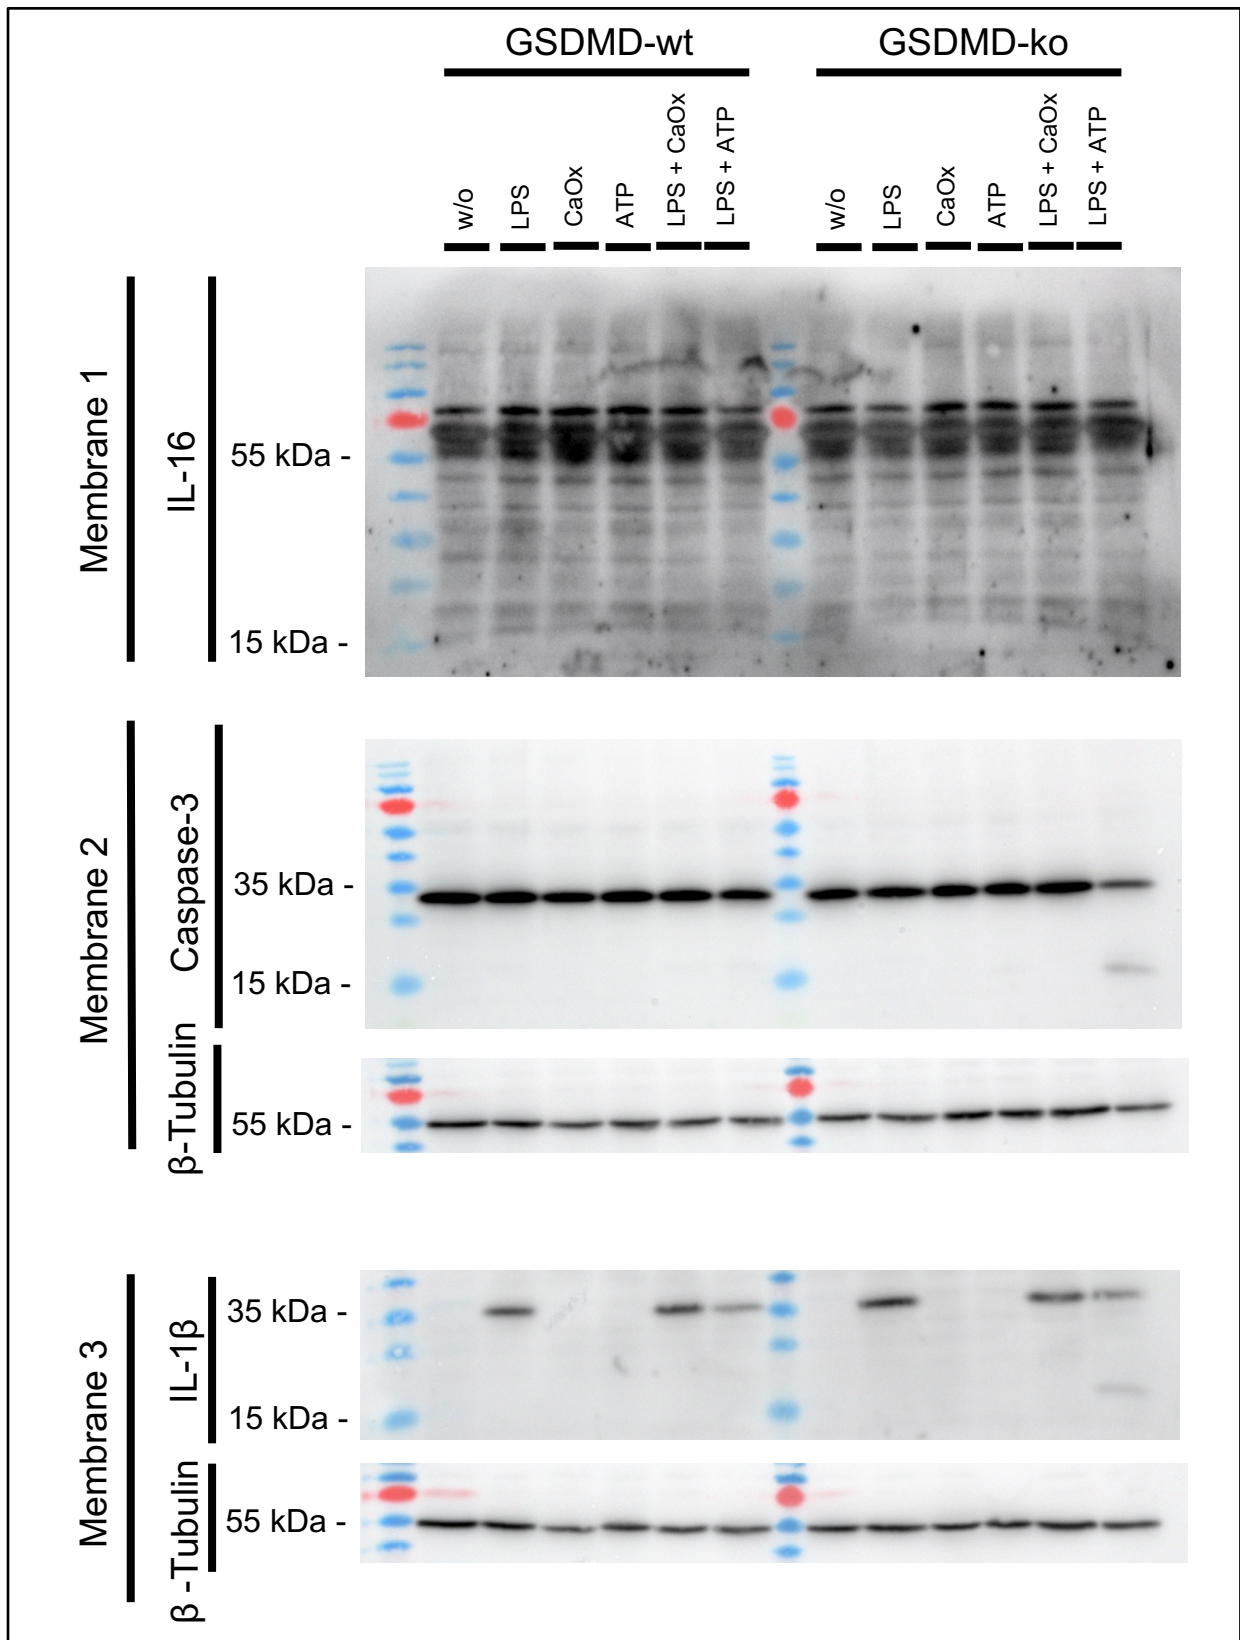 GSDMD-wt GSDMD-ko
w/o LPS CaOx ATP LPS + CaOx LPS + ATP w/o LPS CaOx ATP LPS + CaOx LPS + ATP
Membrane 1
IL-16
55 kDa -
15 kDa -
Membrane 2
Caspase-3
35 kDa -
15 kDa -
β-Tubulin
55 kDa -
Membrane 3
IL-1β
35 kDa -
15 kDa -
β -Tubulin
55 kDa -